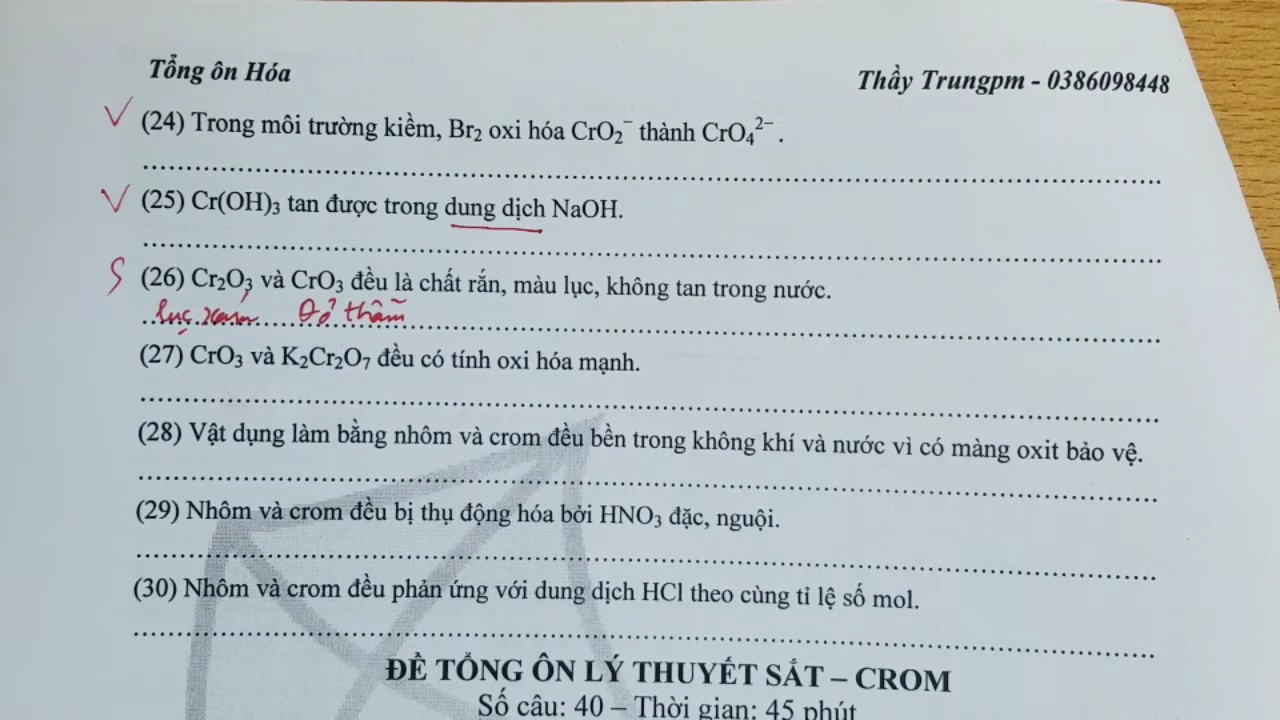 Tổng ôn Hóa
Thầy Trungpm - 0386098448
(24) Trong môi trường kiềm, Br₂ oxi hóa CrO₂⁻ thành CrO₄²⁻ .
(25) Cr(OH)₃ tan được trong dung dịch NaOH.
S (26) Cr₂O₃ và CrO₃ đều là chất rắn, màu lục, không tan trong nước.
lục xám Đỏ thẫm
(27) CrO₃ và K₂Cr₂O₇ đều có tính oxi hóa mạnh.
(28) Vật dụng làm bằng nhôm và crom đều bền trong không khí và nước vì có màng oxit bảo vệ.
(29) Nhôm và crom đều bị thụ động hóa bởi HNO₃ đặc, nguội.
(30) Nhôm và crom đều phản ứng với dung dịch HCl theo cùng tỉ lệ số mol.
ĐỀ TỔNG ÔN LÝ THUYẾT SẮT – CROM
Số câu: 40 – Thời gian: 45 phút